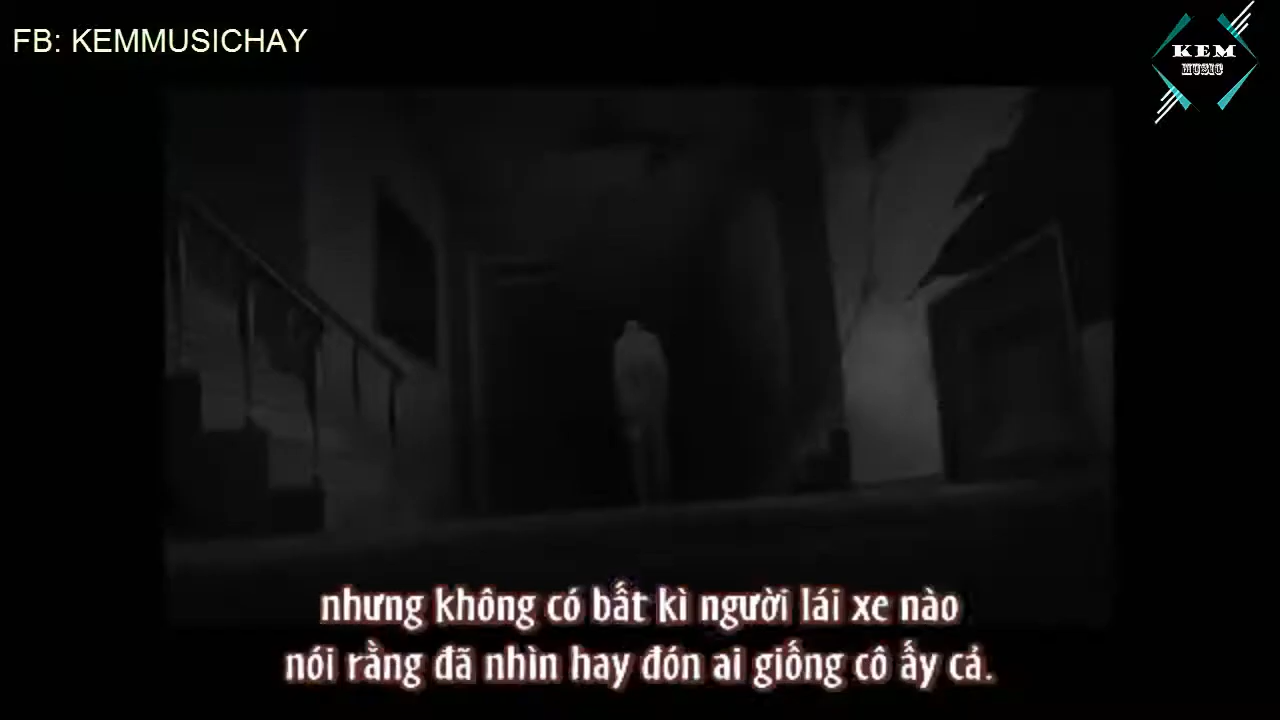 FB: KEMMUSICHAY
KEM
MUSIC
nhưng không có bất kì người lái xe nào
nói rằng đã nhìn hay đón ai giống cô ấy cả.